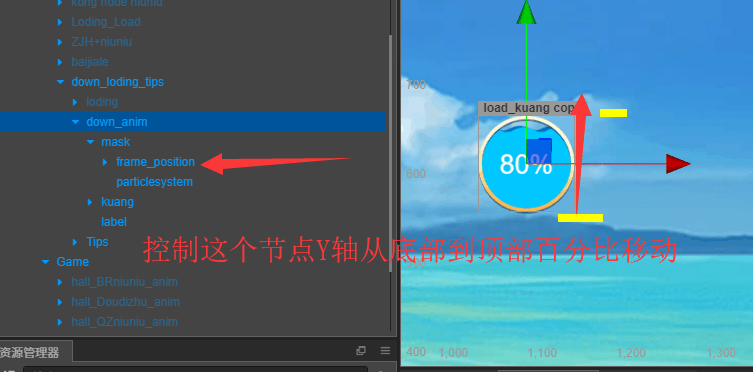 kong node niuniu
Loding_Load
ZJH+niuniu
baijiale
down_loding_tips
loding
down_anim
mask
frame_position
particlesystem
kuang
label
Tips
Game
hall_BRniuniu_anim
hall_Doudizhu_anim
hall_QZniuniu_anim
资源管理器
700
load_kuang cop
600
80%
控制这个节点Y轴从底部到顶部百分比移动
400
1,000
1,100
1,200
1,300